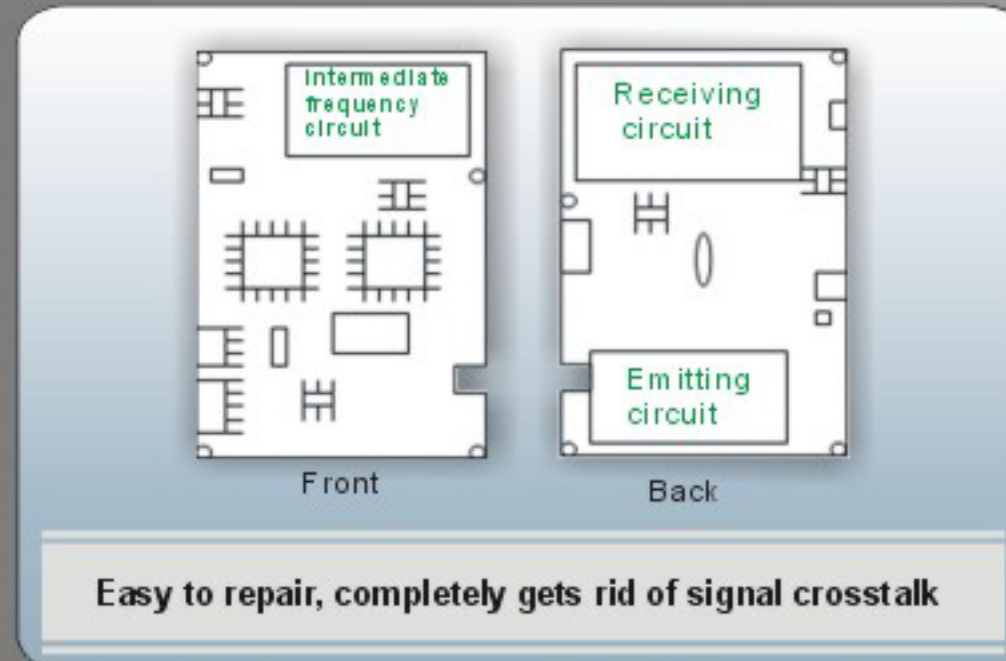 Intermediate
frequency
circuit
Receiving
circuit
Emitting
circuit
Front
Back
Easy to repair, completely gets rid of signal crosstalk